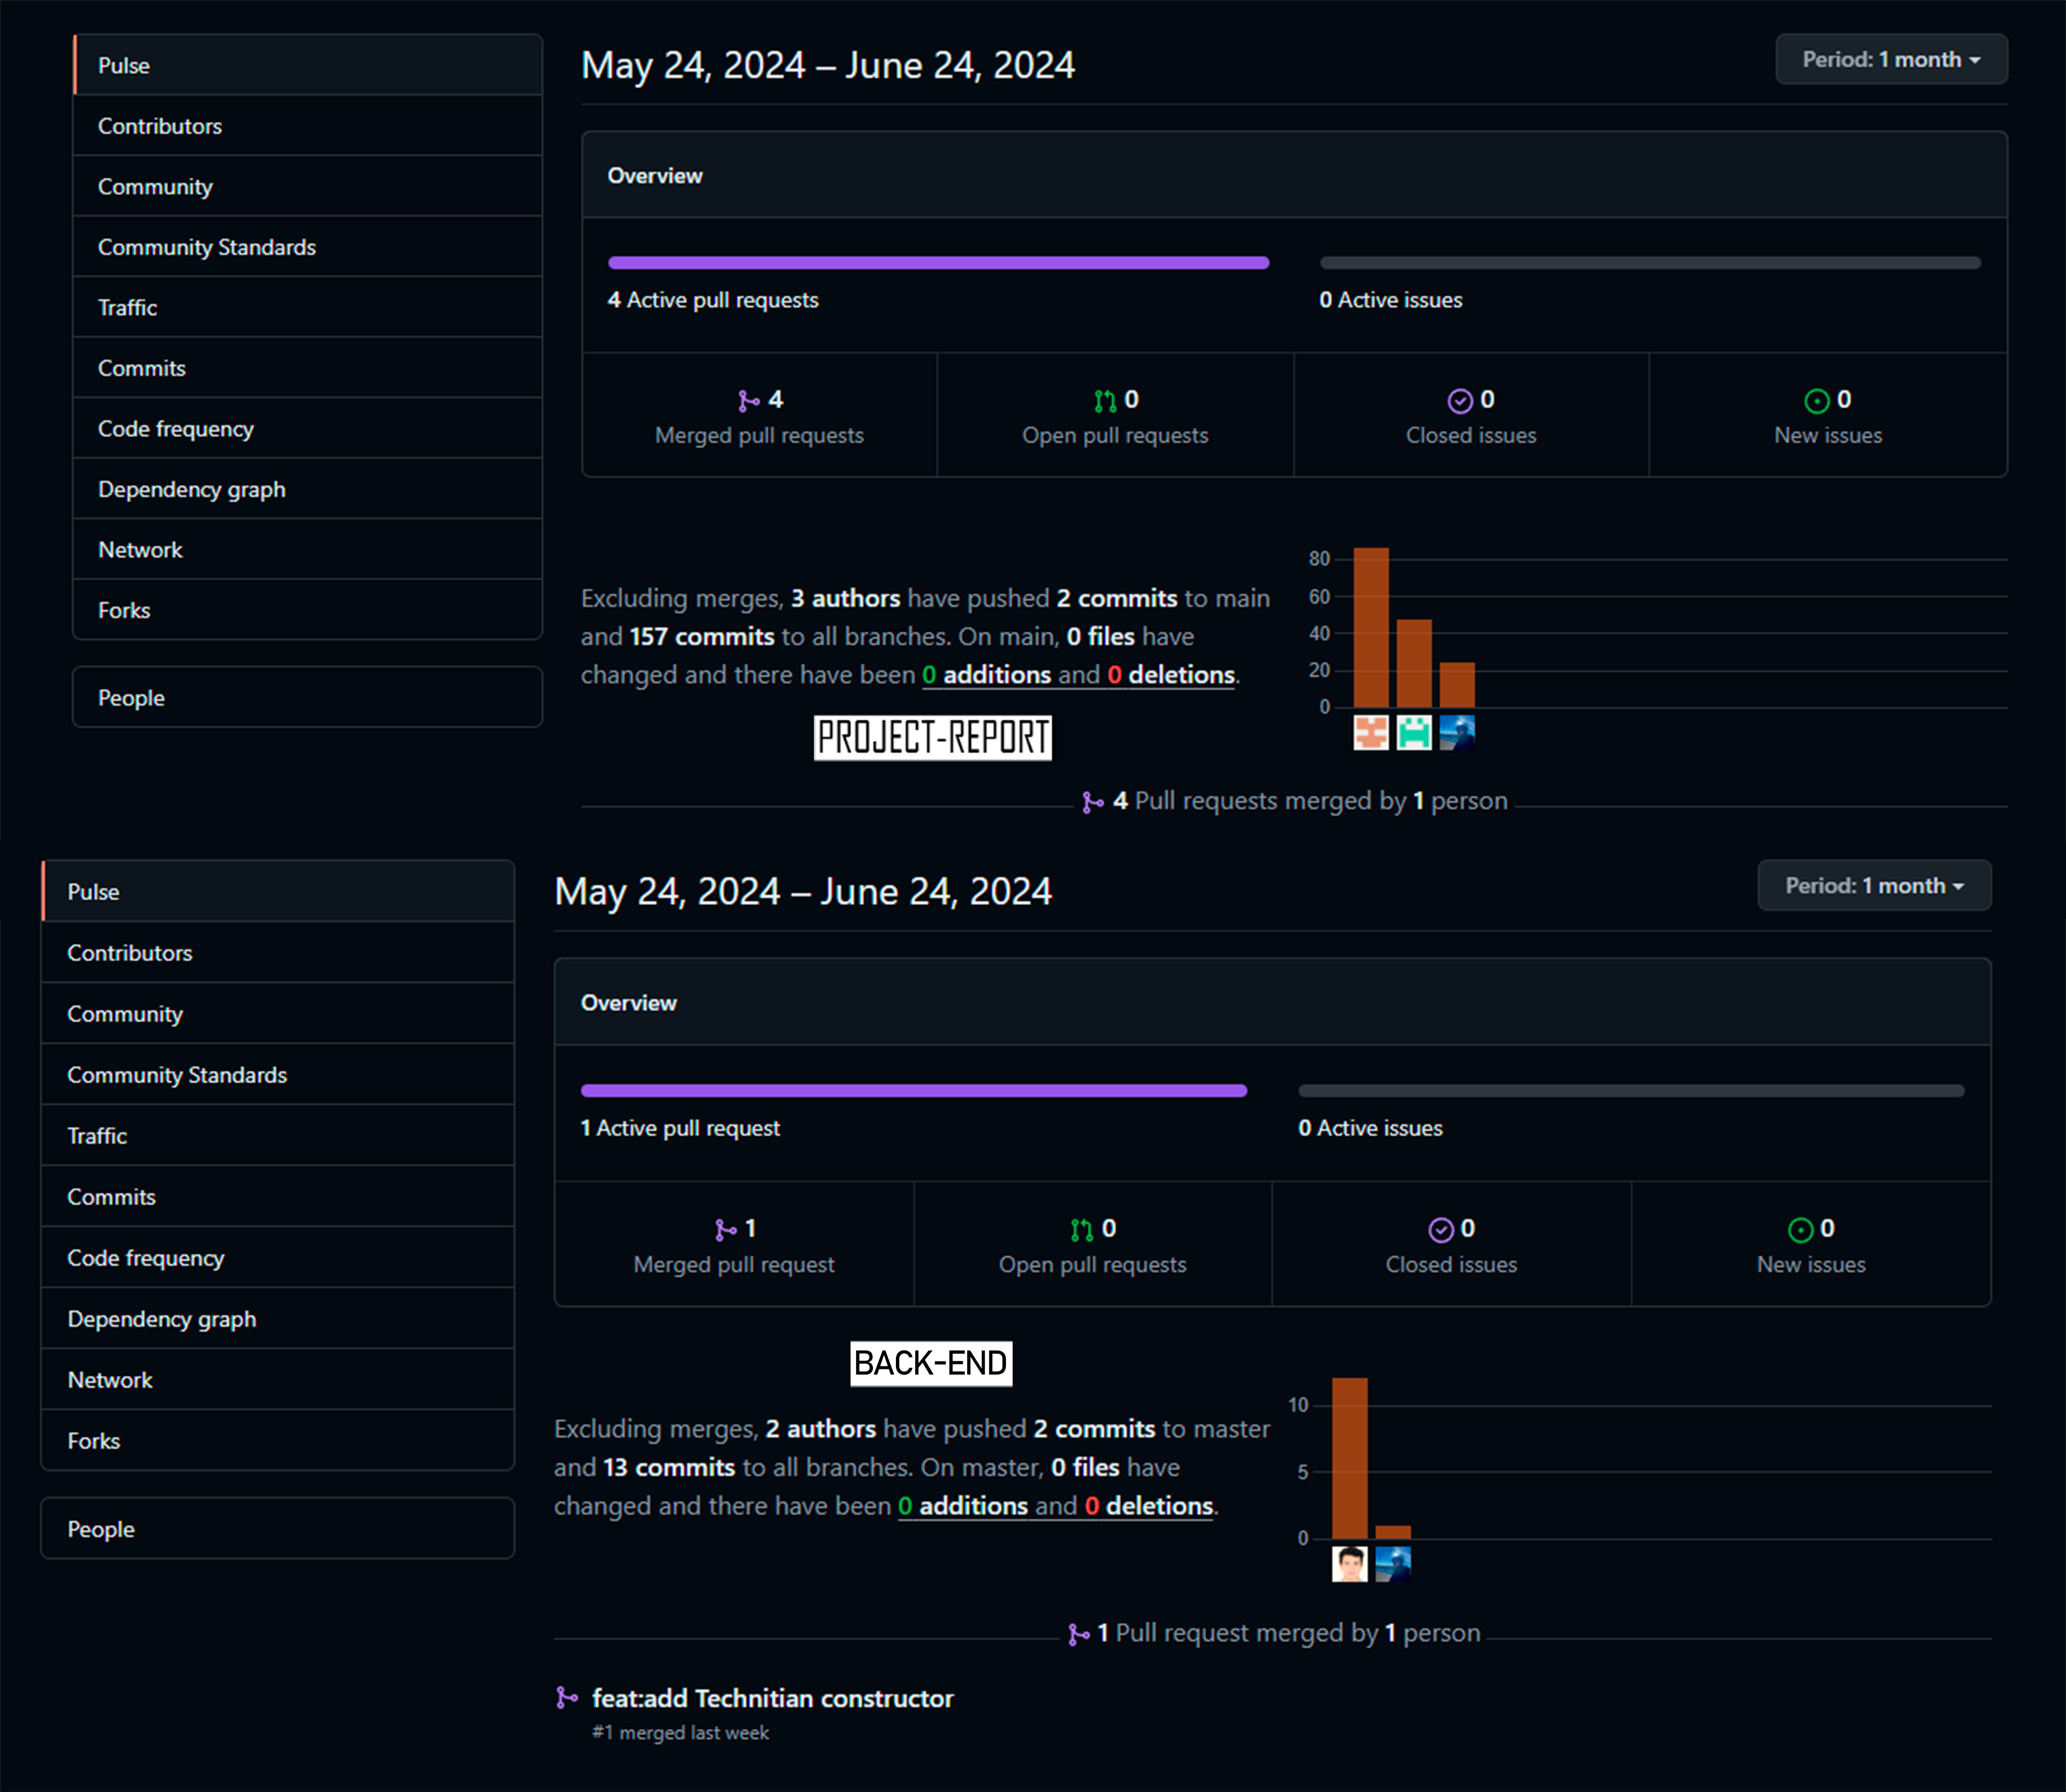 Pulse
Contributors
Community
Community Standards
Traffic
Commits
Code frequency
Dependency graph
Network
Forks
People
May 24, 2024 – June 24, 2024
Period: 1 month
Overview
4 Active pull requests
0 Active issues
4
Merged pull requests
0
Open pull requests
0
Closed issues
0
New issues
Excluding merges, 3 authors have pushed 2 commits to main
and 157 commits to all branches. On main, 0 files have
changed and there have been 0 additions and 0 deletions.
PROJECT-REPORT
80
60
40
20
0
4 Pull requests merged by 1 person
Pulse
Contributors
Community
Community Standards
Traffic
Commits
Code frequency
Dependency graph
Network
Forks
People
May 24, 2024 – June 24, 2024
Period: 1 month
Overview
1 Active pull request
0 Active issues
1
Merged pull request
0
Open pull requests
0
Closed issues
0
New issues
BACK-END
Excluding merges, 2 authors have pushed 2 commits to master
and 13 commits to all branches. On master, 0 files have
changed and there have been 0 additions and 0 deletions.
10
5
0
1 Pull request merged by 1 person
feat:add Technitian constructor
#1 merged last week